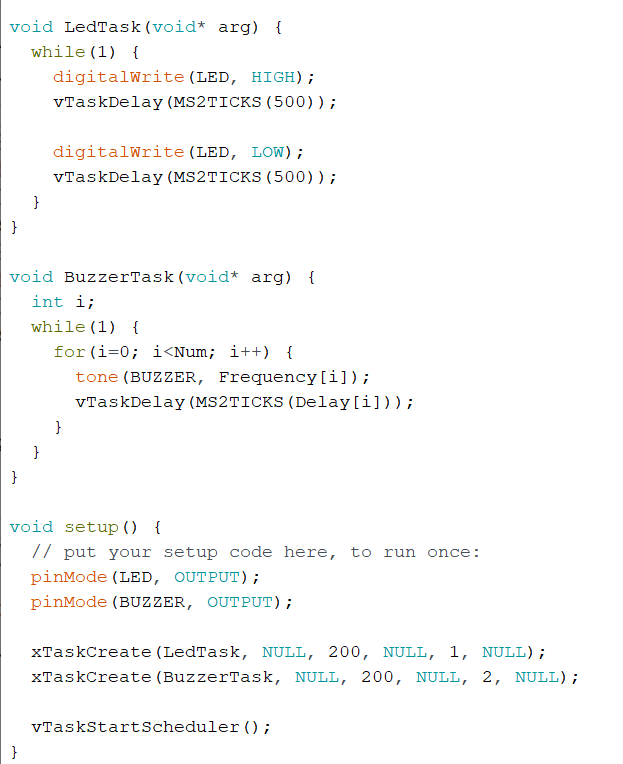 void LedTask(void* arg) {
  while(1) {
    digitalWrite(LED, HIGH);
    vTaskDelay(MS2TICKS(500));

    digitalWrite(LED, LOW);
    vTaskDelay(MS2TICKS(500));
  }
}

void BuzzerTask(void* arg) {
  int i;
  while(1) {
    for(i=0; i<Num; i++) {
      tone(BUZZER, Frequency[i]);
      vTaskDelay(MS2TICKS(Delay[i]));
    }
  }
}

void setup() {
  // put your setup code here, to run once:
  pinMode(LED, OUTPUT);
  pinMode(BUZZER, OUTPUT);

  xTaskCreate(LedTask, NULL, 200, NULL, 1, NULL);
  xTaskCreate(BuzzerTask, NULL, 200, NULL, 2, NULL);

  vTaskStartScheduler();
}